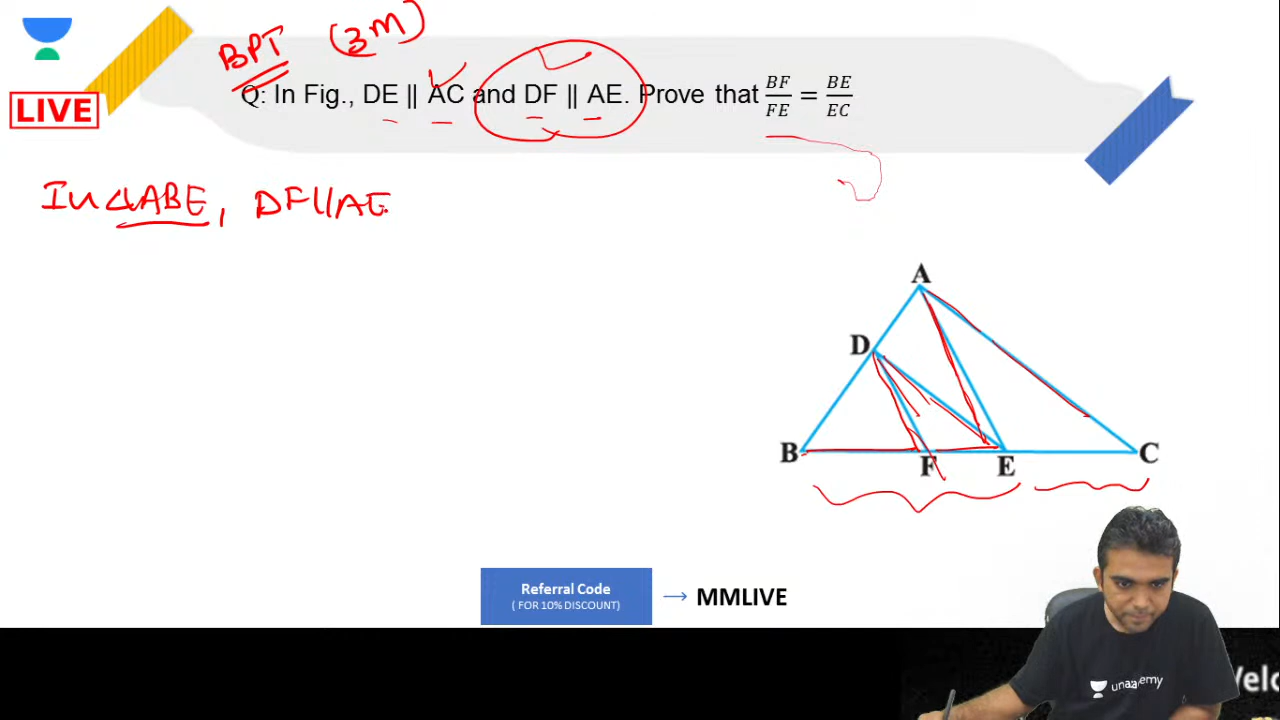 BPT (3M)
LIVE
Q: In Fig., DE || AC and DF || AE. Prove that BF/FE = BE/EC
In △ABE, DF||AE
A
D
B F E C
Referral Code
( FOR 10% DISCOUNT)
→ MMLIVE
unacademy
Velc